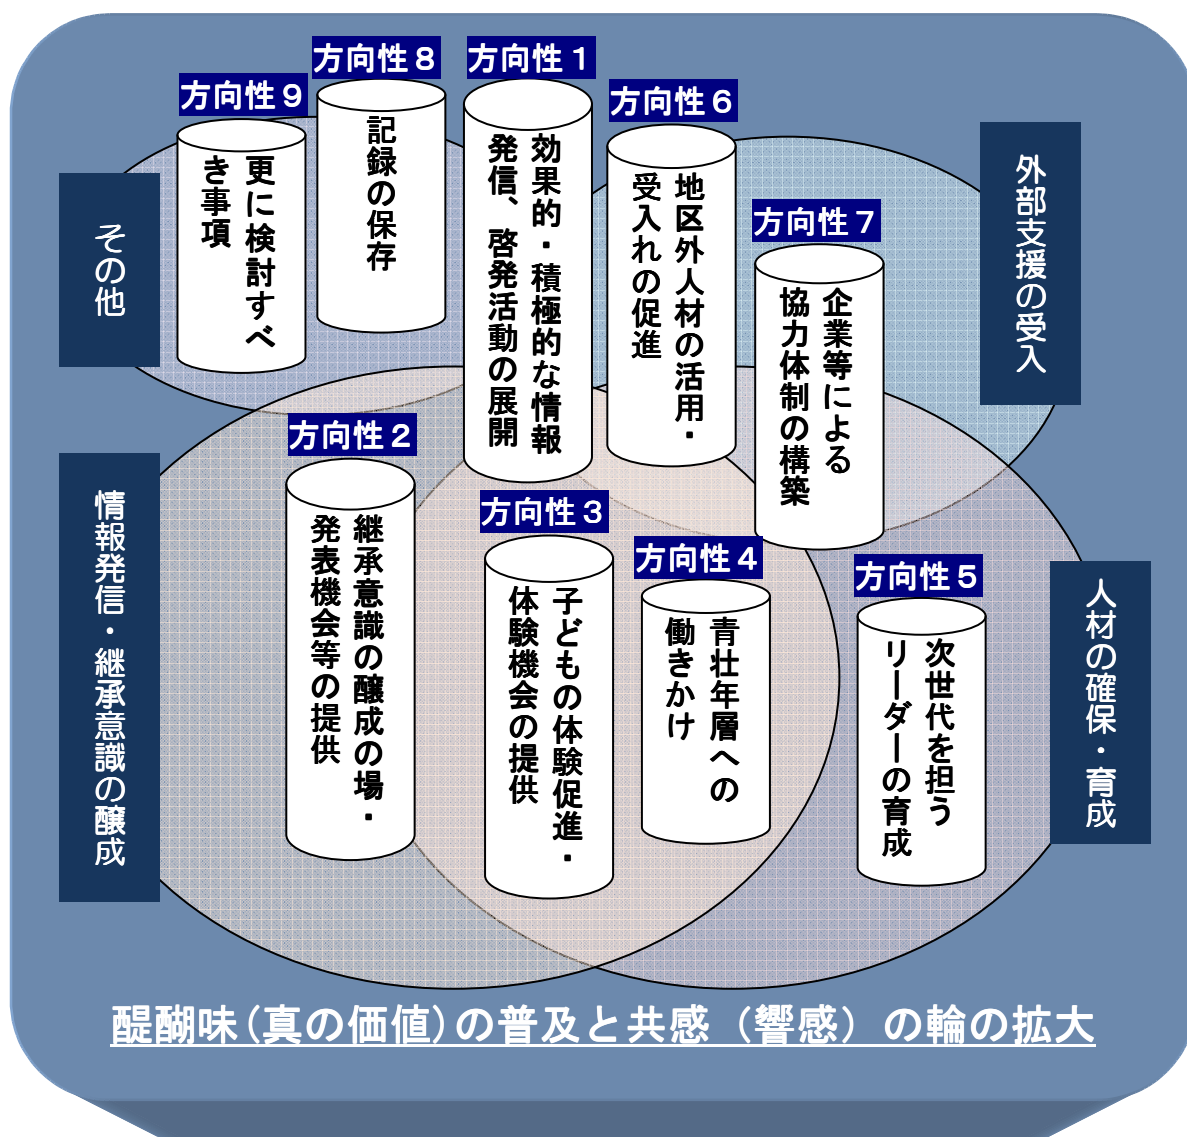 方向性８
方向性１
方向性９
方向性６
方向性７
記録の保存
更に検討すべ
き事項
効果的・積極的な情報
発信、啓発活動の展開
地区外人材の活用・
受入れの促進
企業等による
協力体制の構築
その他
外部支援の受入
方向性２
方向性３
方向性４
方向性５
継承意識の醸成の場・
発表機会等の提供
子どもの体験促進・
体験機会の提供
青壮年層への
働きかけ
次世代を担う
リーダーの育成
情報発信・継承意識の醸成
人材の確保・育成
醍醐味(真の価値)の普及と共感（響感）の輪の拡大